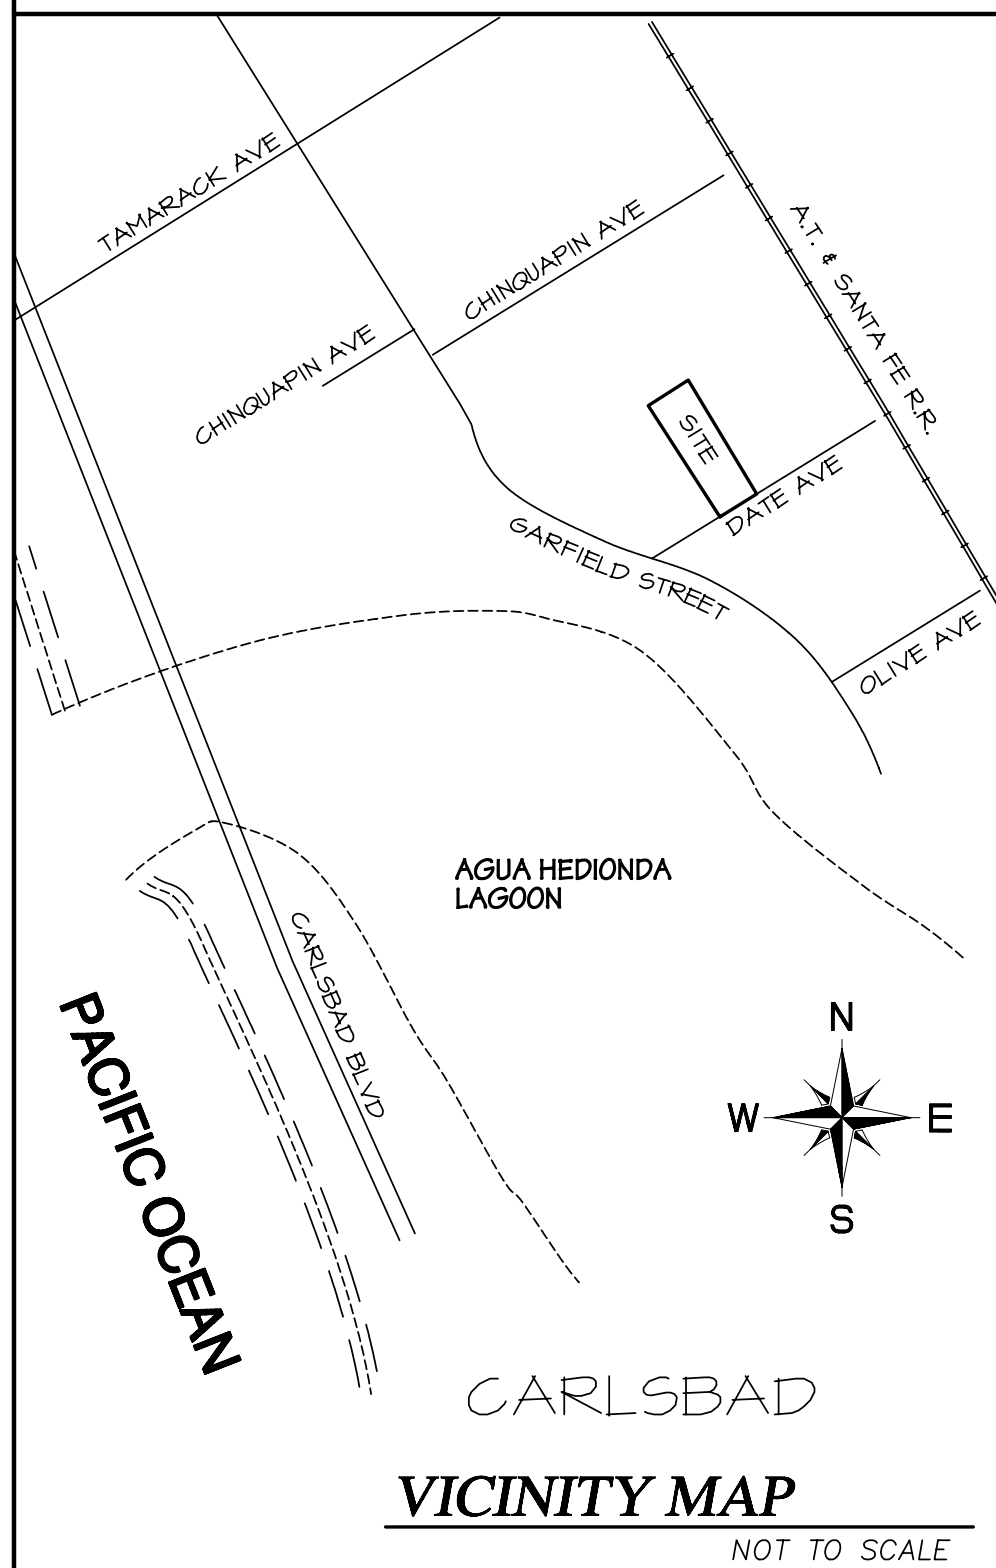 TAMARACK AVE
CHINQUAPIN AVE
A.T. & SANTA FE R.R.
CHINQUAPIN AVE
SITE
DATE AVE
GARFIELD STREET
OLIVE AVE
AGUA HEDIONDA
LAGOON
CARLSBAD BLVD
PACIFIC OCEAN
N
W
E
S
CARLSBAD
VICINITY MAP
NOT TO SCALE